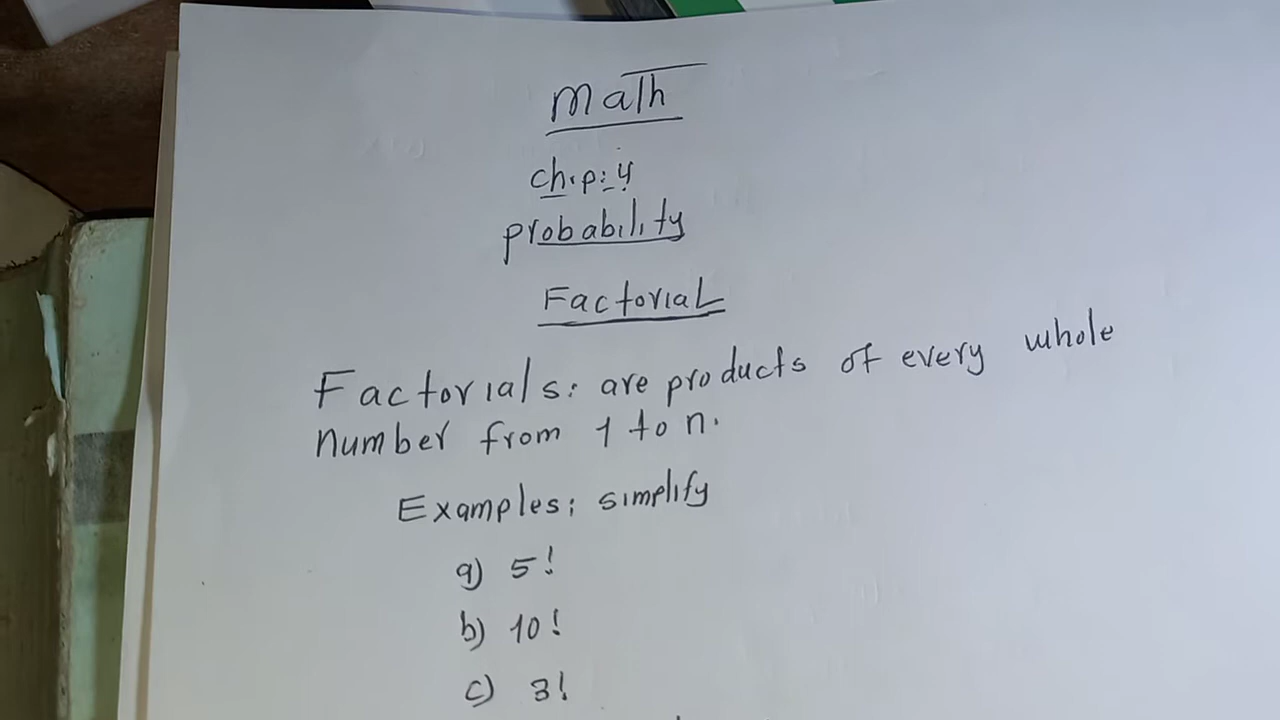 Math
ch.p: 4
probability
Factorial
Factorials: are products of every whole
number from 1 to n.
Examples; simplify
a) 5!
b) 10!
c) 3!